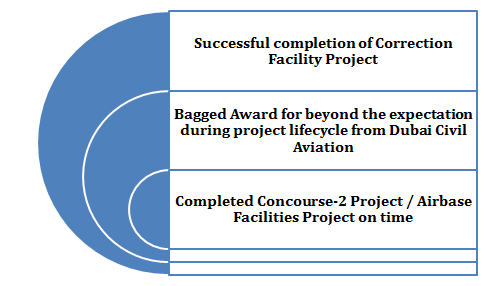 Successful completion of Correction
Facility Project
Bagged Award for beyond the expectation
during project lifecycle from Dubai Civil
Aviation
Completed Concourse-2 Project / Airbase
Facilities Project on time